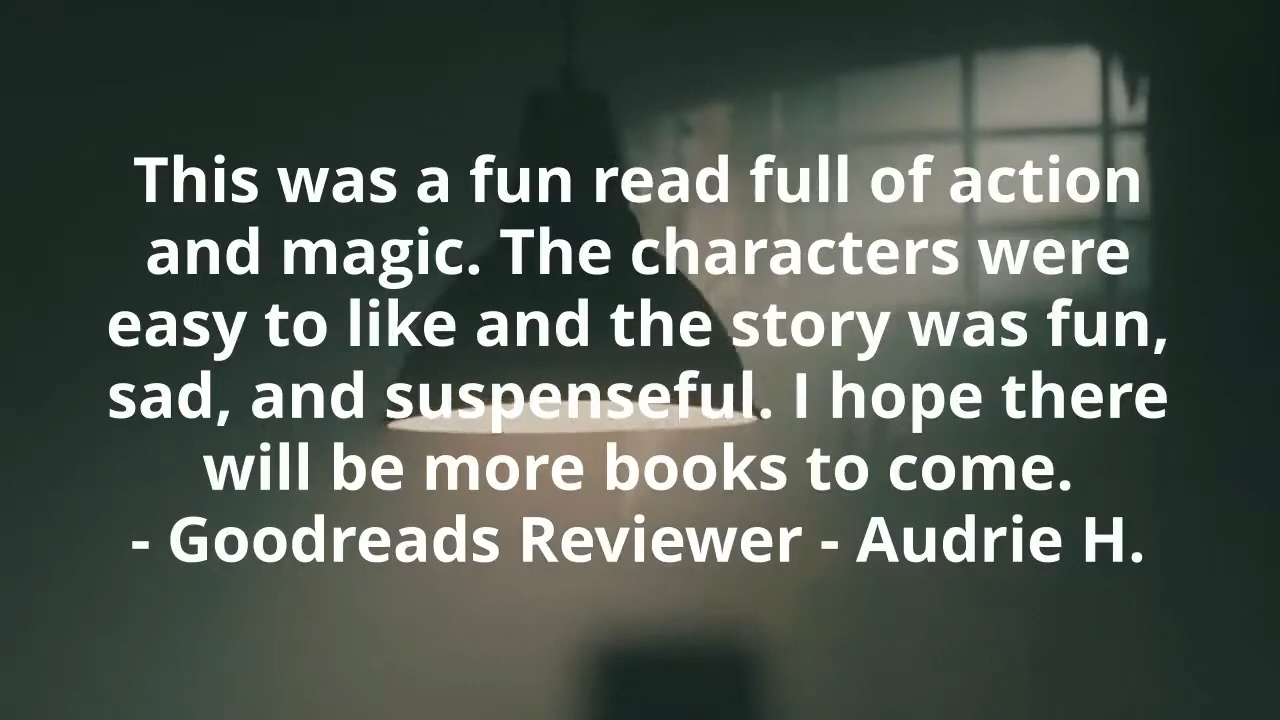 This was a fun read full of action
and magic. The characters were
easy to like and the story was fun,
sad, and suspenseful. I hope there
will be more books to come.
- Goodreads Reviewer - Audrie H.